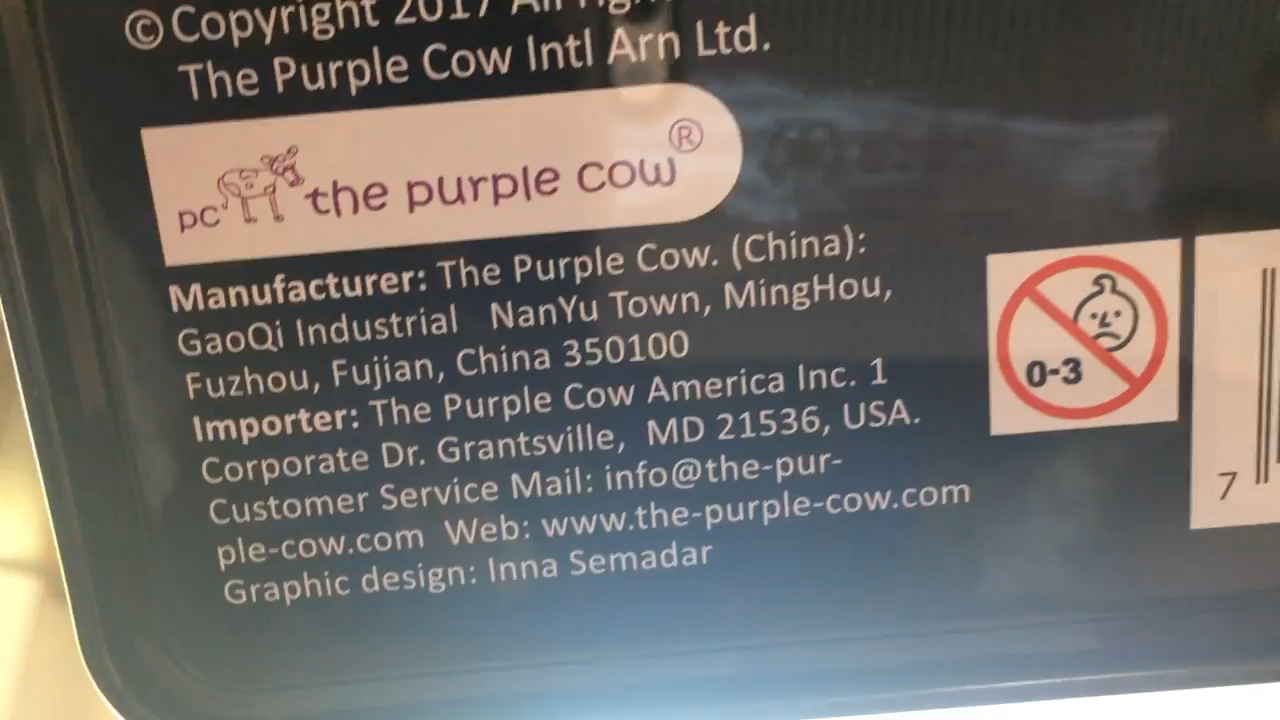 © Copyright 2017 All
The Purple Cow Intl Arn Ltd.
pc the purple cow®
Manufacturer: The Purple Cow. (China):
GaoQi Industrial NanYu Town, MingHou,
Fuzhou, Fujian, China 350100
Importer: The Purple Cow America Inc. 1
Corporate Dr. Grantsville, MD 21536, USA.
Customer Service Mail: info@the-pur-
ple-cow.com Web: www.the-purple-cow.com
Graphic design: Inna Semadar
0-3
7